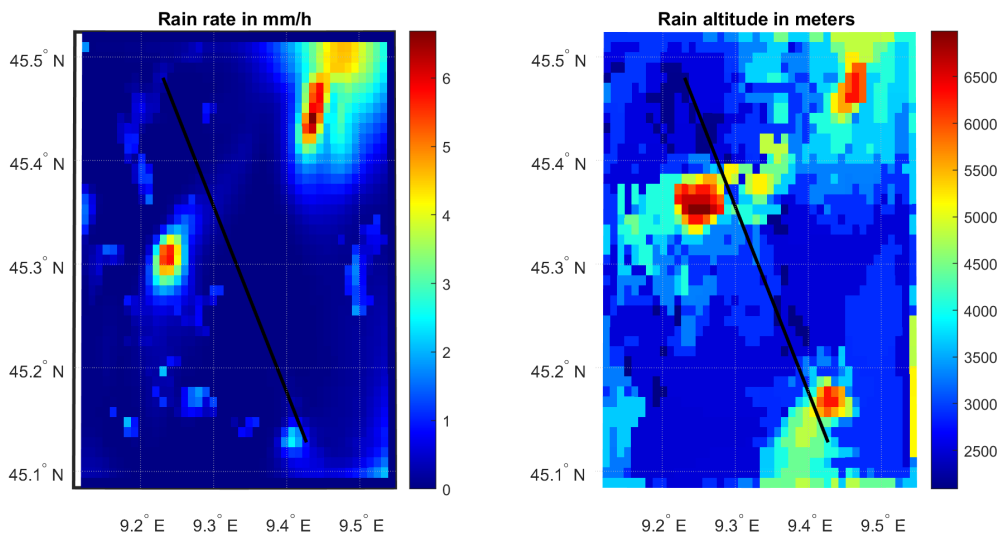 Rain rate in mm/h
45.5° N
45.4° N
45.3° N
45.2° N
45.1° N
9.2° E
9.3° E
9.4° E
9.5° E
6
5
4
3
2
1
0
Rain altitude in meters
45.5° N
45.4° N
45.3° N
45.2° N
45.1° N
9.2° E
9.3° E
9.4° E
9.5° E
6500
6000
5500
5000
4500
4000
3500
3000
2500